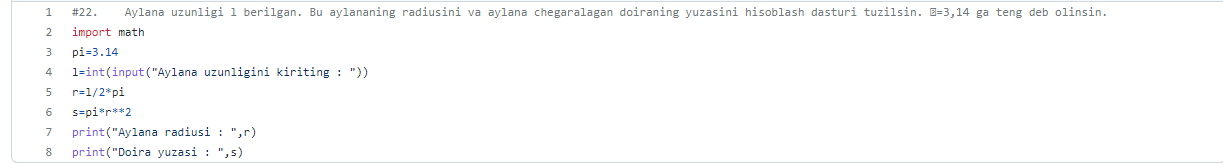 1 #22. Aylana uzunligi l berilgan. Bu aylananing radiusini va aylana chegaralagan doiraning yuzasini hisoblash dasturi tuzilsin. =3,14 ga teng deb olinsin.
2 import math
3 pi=3.14
4 l=int(input("Aylana uzunligini kiriting : "))
5 r=l/2*pi
6 s=pi*r**2
7 print("Aylana radiusi : ",r)
8 print("Doira yuzasi : ",s)